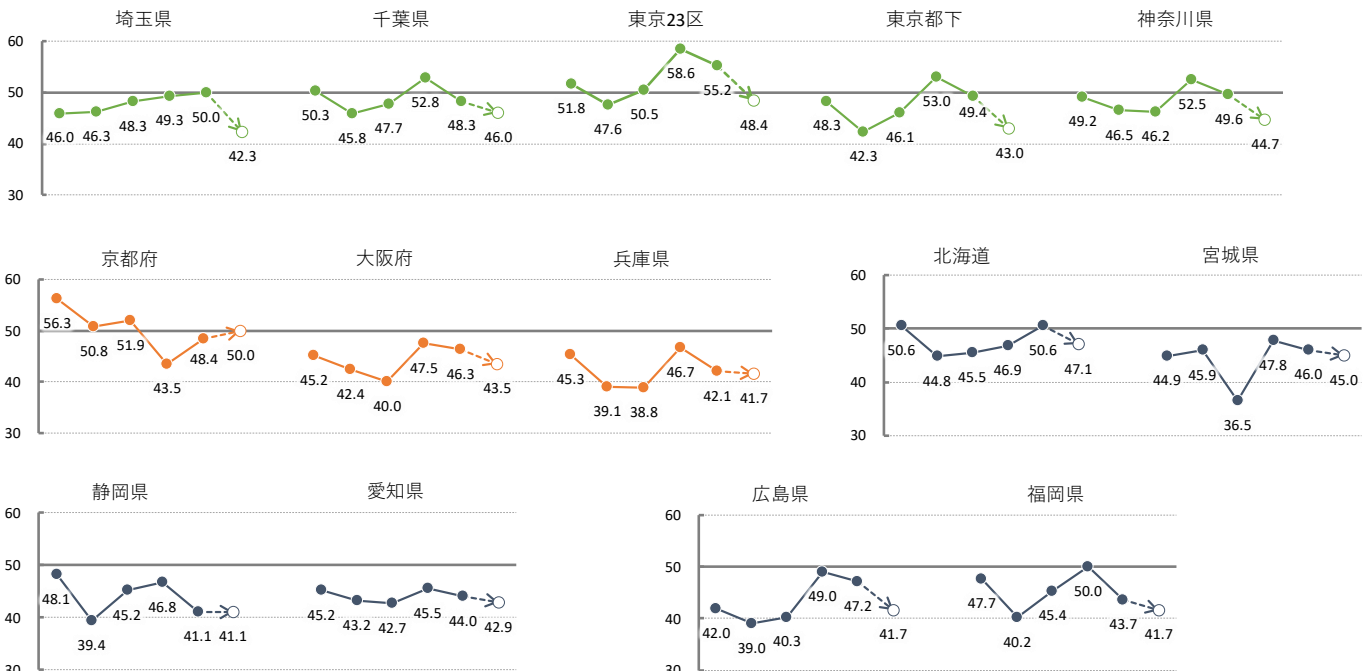 埼玉県 千葉県 東京23区 東京都下 神奈川県
60
50
40
30
46.0 46.3 48.3 49.3 50.0 42.3
50.3 45.8 47.7 52.8 48.3 46.0
51.8 47.6 50.5 58.6 55.2 48.4
48.3 42.3 46.1 53.0 49.4 43.0
49.2 46.5 46.2 52.5 49.6 44.7
京都府 大阪府 兵庫県
60
50
40
30
56.3 50.8 51.9 43.5 48.4 50.0
45.2 42.4 40.0 47.5 46.3 43.5
45.3 39.1 38.8 46.7 42.1 41.7
北海道 宮城県
60
50
40
30
50.6 44.8 45.5 46.9 50.6 47.1
44.9 45.9 36.5 47.8 46.0 45.0
静岡県 愛知県
60
50
40
30
48.1 39.4 45.2 46.8 41.1 41.1
45.2 43.2 42.7 45.5 44.0 42.9
広島県 福岡県
60
50
40
30
42.0 39.0 40.3 49.0 47.2 41.7
47.7 40.2 45.4 50.0 43.7 41.7